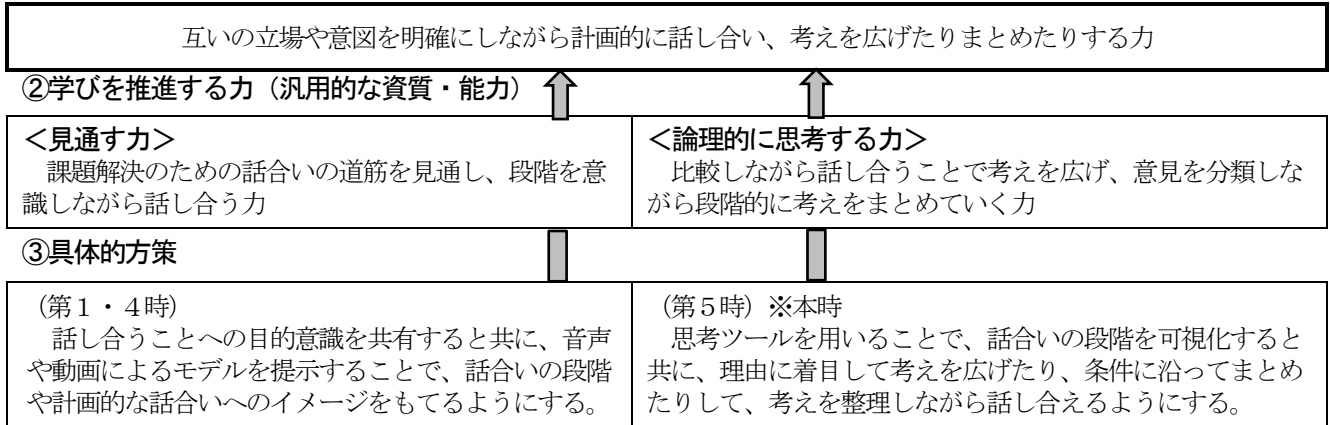 互いの立場や意図を明確にしながら計画的に話し合い、考えを広げたりまとめたりする力
②学びを推進する力（汎用的な資質・能力）
＜見通す力＞
課題解決のための話合いの道筋を見通し、段階を意
識しながら話し合う力
＜論理的に思考する力＞
比較しながら話し合うことで考えを広げ、意見を分類しな
がら段階的に考えをまとめていく力
③具体的方策
（第１・４時）
話し合うことへの目的意識を共有すると共に、音声
や動画によるモデルを提示することで、話合いの段階
や計画的な話合いへのイメージをもてるようにする。
（第５時）※本時
思考ツールを用いることで、話合いの段階を可視化すると
共に、理由に着目して考えを広げたり、条件に沿ってまとめ
たりして、考えを整理しながら話し合えるようにする。